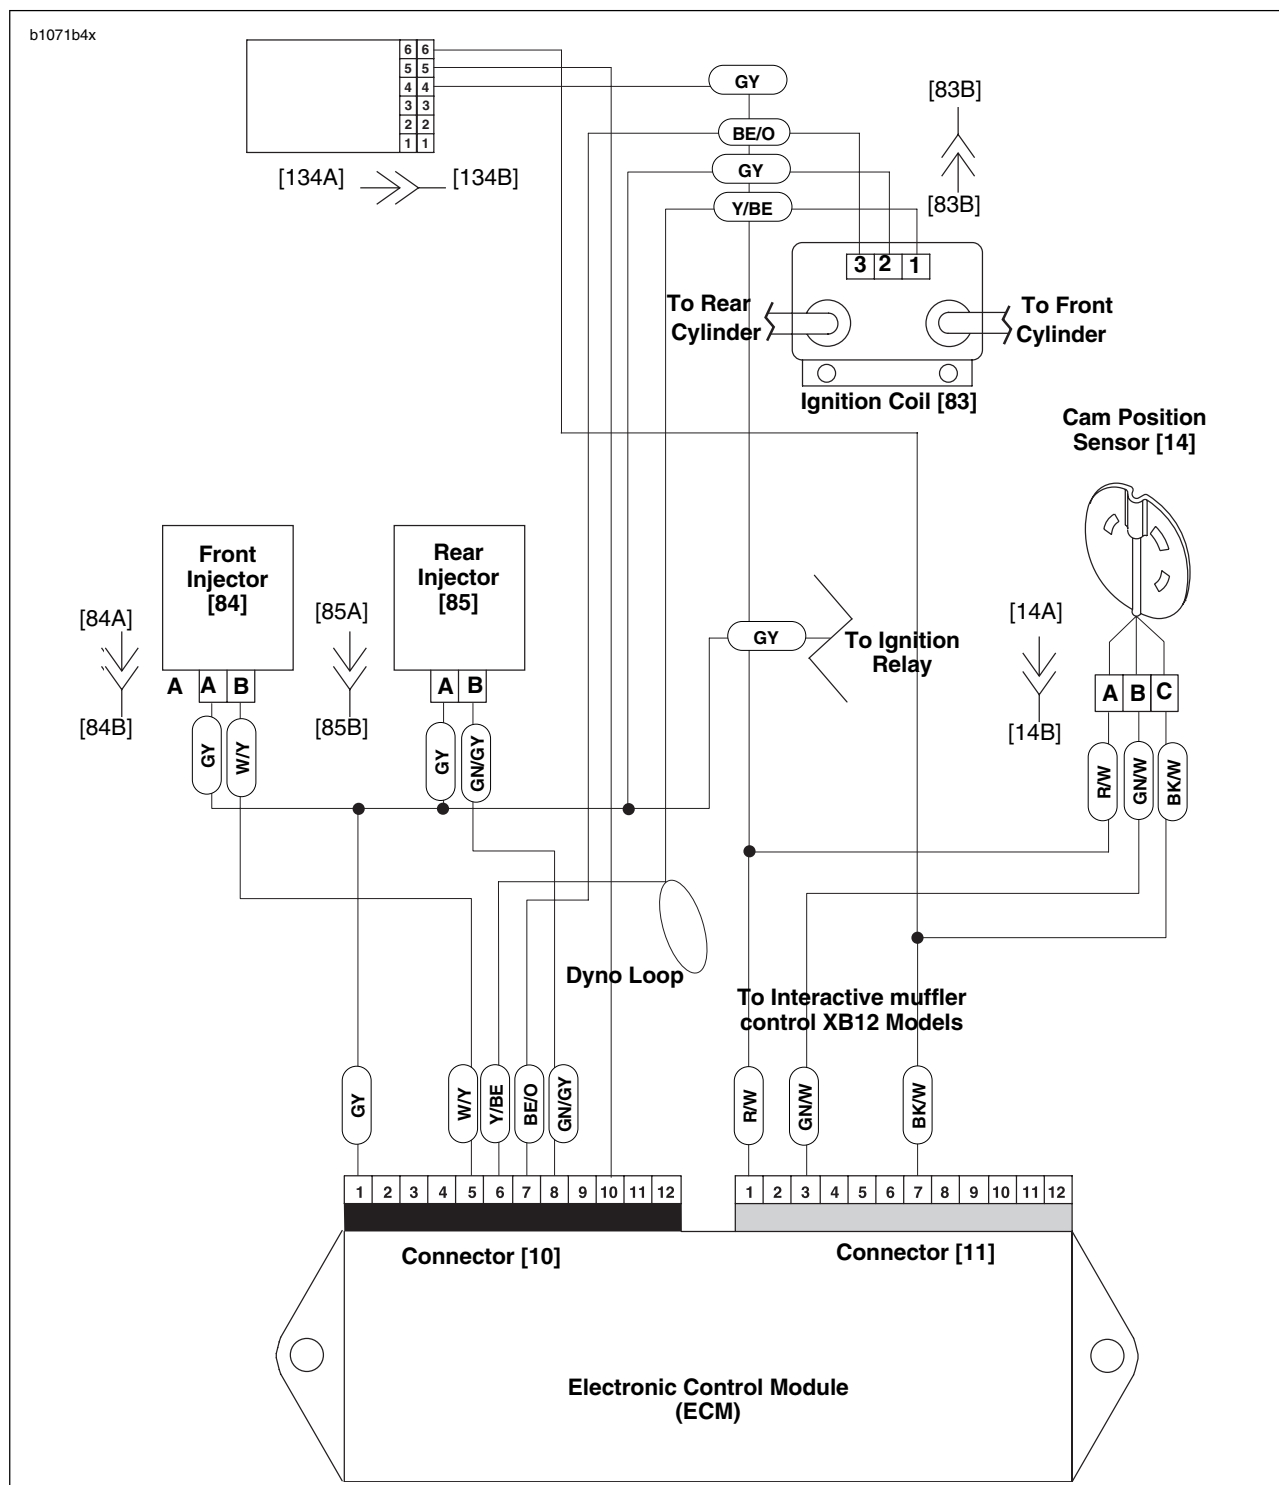 b1071b4x
6 6
5 5
4 4
3 3
2 2
1 1
[134A] [134B]
GY
BE/O
GY
Y/BE
[83B]
[83B]
3 2 1
To Rear
Cylinder
To Front
Cylinder
Ignition Coil [83]
Cam Position
Sensor [14]
Front
Injector
[84]
Rear
Injector
[85]
[84A]
[84B]
[85A]
[85B]
A A B
A B
GY
W/Y
GY
GN/GY
GY
To Ignition
Relay
[14A]
[14B]
A B C
R/W
GN/W
BK/W
Dyno Loop
To Interactive muffler
control XB12 Models
GY
W/Y
Y/BE
BE/O
GN/GY
R/W
GN/W
BK/W
1 2 3 4 5 6 7 8 9 10 11 12
1 2 3 4 5 6 7 8 9 10 11 12
Connector [10]
Connector [11]
Electronic Control Module
(ECM)